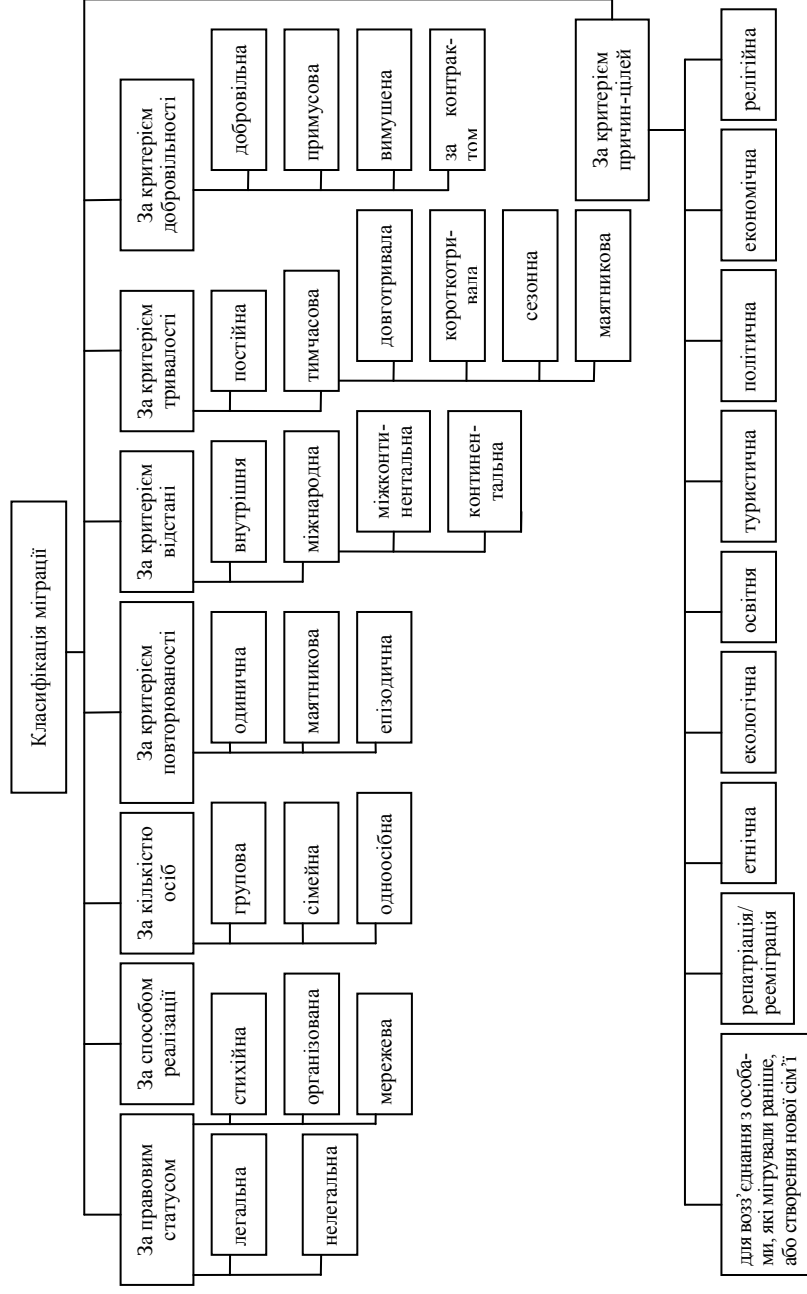 Класифікація міграції
За правовим
статусом
легальна
нелегальна
За способом
реалізації
стихійна
організована
мережева
За кількістю
осіб
групова
сімейна
одноосібна
За критерієм
повторюваності
одинична
маятникова
епізодична
За критерієм
відстані
внутрішня
міжнародна
міжконти-
нентальна
континен-
тальна
За критерієм
тривалості
постійна
тимчасова
довготривала
короткотри-
вала
сезонна
маятникова
За критерієм
добровільності
добровільна
примусова
вимушена
за контрак-
том
За критерієм
причин-цілей
для возз’єднання з особа-
ми, які мігрували раніше,
або створення нової сім’ї
репатріація/
рееміграція
етнічна
екологічна
освітня
туристична
політична
економічна
релігійна